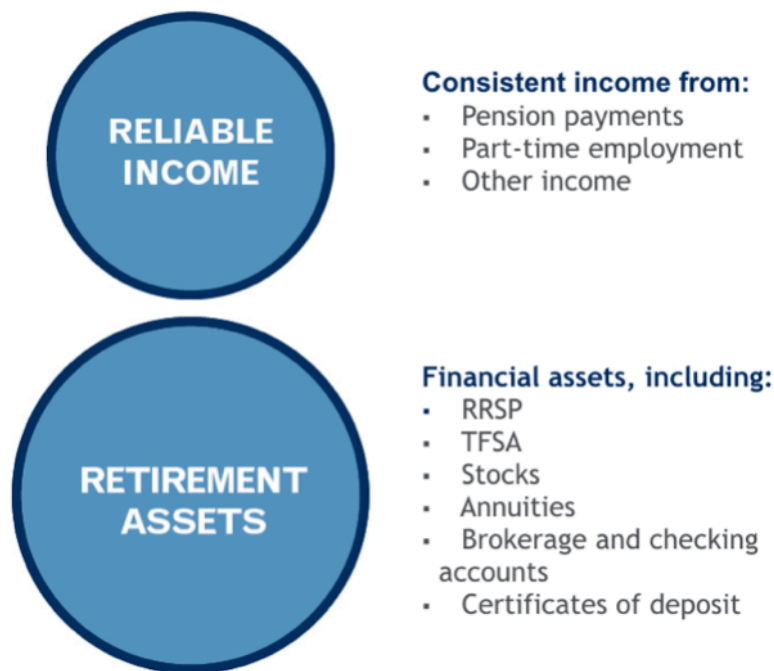 RELIABLE
INCOME
Consistent income from:
▪ Pension payments
▪ Part-time employment
▪ Other income
RETIREMENT
ASSETS
Financial assets, including:
▪ RRSP
▪ TFSA
▪ Stocks
▪ Annuities
▪ Brokerage and checking
accounts
▪ Certificates of deposit